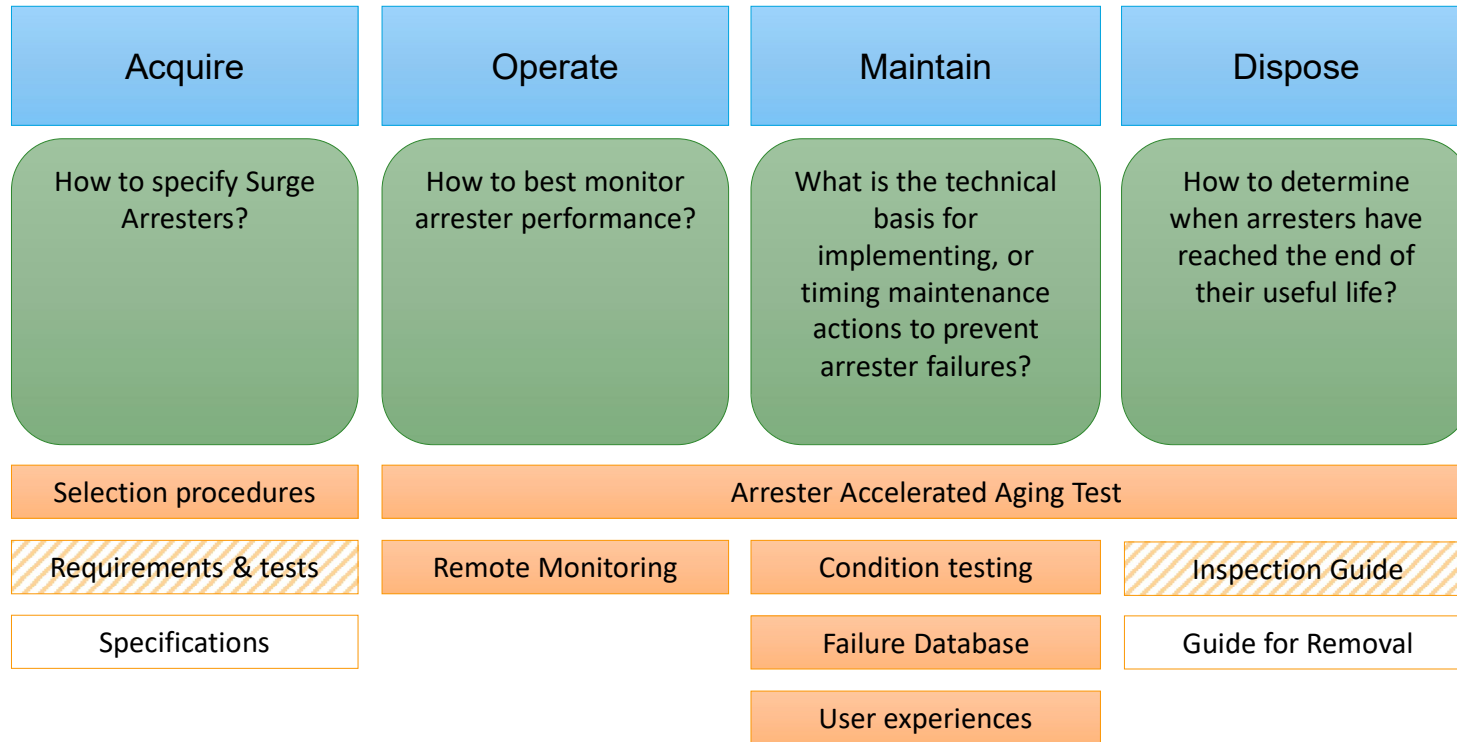 Acquire
Operate
Maintain
Dispose
How to specify Surge
Arresters?
How to best monitor
arrester performance?
What is the technical
basis for
implementing, or
timing maintenance
actions to prevent
arrester failures?
How to determine
when arresters have
reached the end of
their useful life?
Selection procedures
Arrester Accelerated Aging Test
Requirements & tests
Remote Monitoring
Condition testing
Inspection Guide
Specifications
Failure Database
Guide for Removal
User experiences